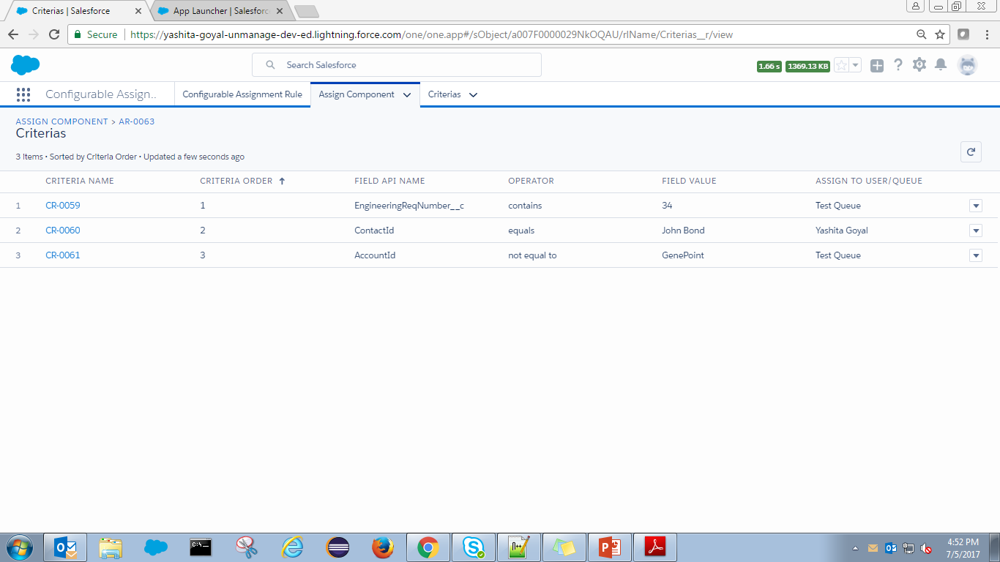 Criterias | Salesforce
App Launcher | Salesforc
Secure
https://yashita-goyal-unmanage-dev-ed.lightning.force.com/one/one.app#/sObject/a007F0000029NkOQAU/rlName/Criterias__r/view
Search Salesforce
1.66 s
1369.13 KB
Configurable Assign..
Configurable Assignment Rule
Assign Component
Criterias
ASSIGN COMPONENT > AR-0063
Criterias
3 Items • Sorted by Criteria Order • Updated a few seconds ago
CRITERIA NAME CRITERIA ORDER FIELD API NAME OPERATOR FIELD VALUE ASSIGN TO USER/QUEUE
1 CR-0059 1 EngineeringReqNumber__c contains 34 Test Queue
2 CR-0060 2 ContactId equals John Bond Yashita Goyal
3 CR-0061 3 AccountId not equal to GenePoint Test Queue
4:52 PM
7/5/2017